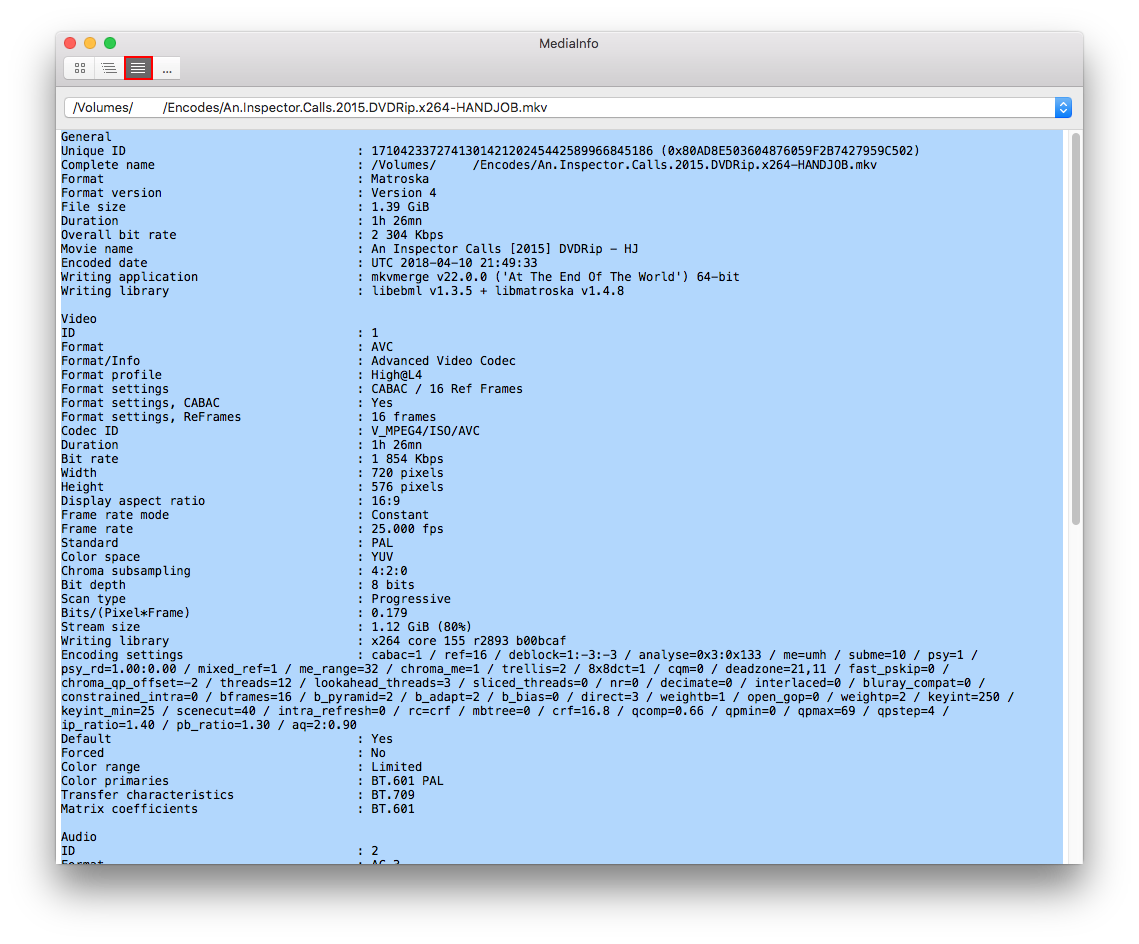 MediaInfo
...
/Volumes/ /Encodes/An.Inspector.Calls.2015.DVDRip.x264-HANDJOB.mkv
General
Unique ID : 171042337274130142120245442589966845186 (0x80AD8E503604876059F2B7427959C502)
Complete name : /Volumes/ /Encodes/An.Inspector.Calls.2015.DVDRip.x264-HANDJOB.mkv
Format : Matroska
Format version : Version 4
File size : 1.39 GiB
Duration : 1h 26mn
Overall bit rate : 2 304 Kbps
Movie name : An Inspector Calls [2015] DVDRip - HJ
Encoded date : UTC 2018-04-10 21:49:33
Writing application : mkvmerge v22.0.0 ('At The End Of The World') 64-bit
Writing library : libebml v1.3.5 + libmatroska v1.4.8
Video
ID : 1
Format : AVC
Format/Info : Advanced Video Codec
Format profile : High@L4
Format settings : CABAC / 16 Ref Frames
Format settings, CABAC : Yes
Format settings, ReFrames : 16 frames
Codec ID : V_MPEG4/ISO/AVC
Duration : 1h 26mn
Bit rate : 1 854 Kbps
Width : 720 pixels
Height : 576 pixels
Display aspect ratio : 16:9
Frame rate mode : Constant
Frame rate : 25.000 fps
Standard : PAL
Color space : YUV
Chroma subsampling : 4:2:0
Bit depth : 8 bits
Scan type : Progressive
Bits/(Pixel*Frame) : 0.179
Stream size : 1.12 GiB (80%)
Writing library : x264 core 155 r2893 b00bcaf
Encoding settings : cabac=1 / ref=16 / deblock=1:-3:-3 / analyse=0x3:0x133 / me=umh / subme=10 / psy=1 /
psy_rd=1.00:0.00 / mixed_ref=1 / me_range=32 / chroma_me=1 / trellis=2 / 8x8dct=1 / cqm=0 / deadzone=21,11 / fast_pskip=0 /
chroma_qp_offset=-2 / threads=12 / lookahead_threads=3 / sliced_threads=0 / nr=0 / decimate=0 / interlaced=0 / bluray_compat=0 /
constrained_intra=0 / bframes=16 / b_pyramid=2 / b_adapt=2 / b_bias=0 / direct=3 / weightb=1 / open_gop=0 / weightp=2 / keyint=250 /
keyint_min=25 / scenecut=40 / intra_refresh=0 / rc=crf / mbtree=0 / crf=16.8 / qcomp=0.66 / qpmin=0 / qpmax=69 / qpstep=4 /
ip_ratio=1.40 / pb_ratio=1.30 / aq=2:0.90
Default : Yes
Forced : No
Color range : Limited
Color primaries : BT.601 PAL
Transfer characteristics : BT.709
Matrix coefficients : BT.601
Audio
ID : 2
Format : AC-3